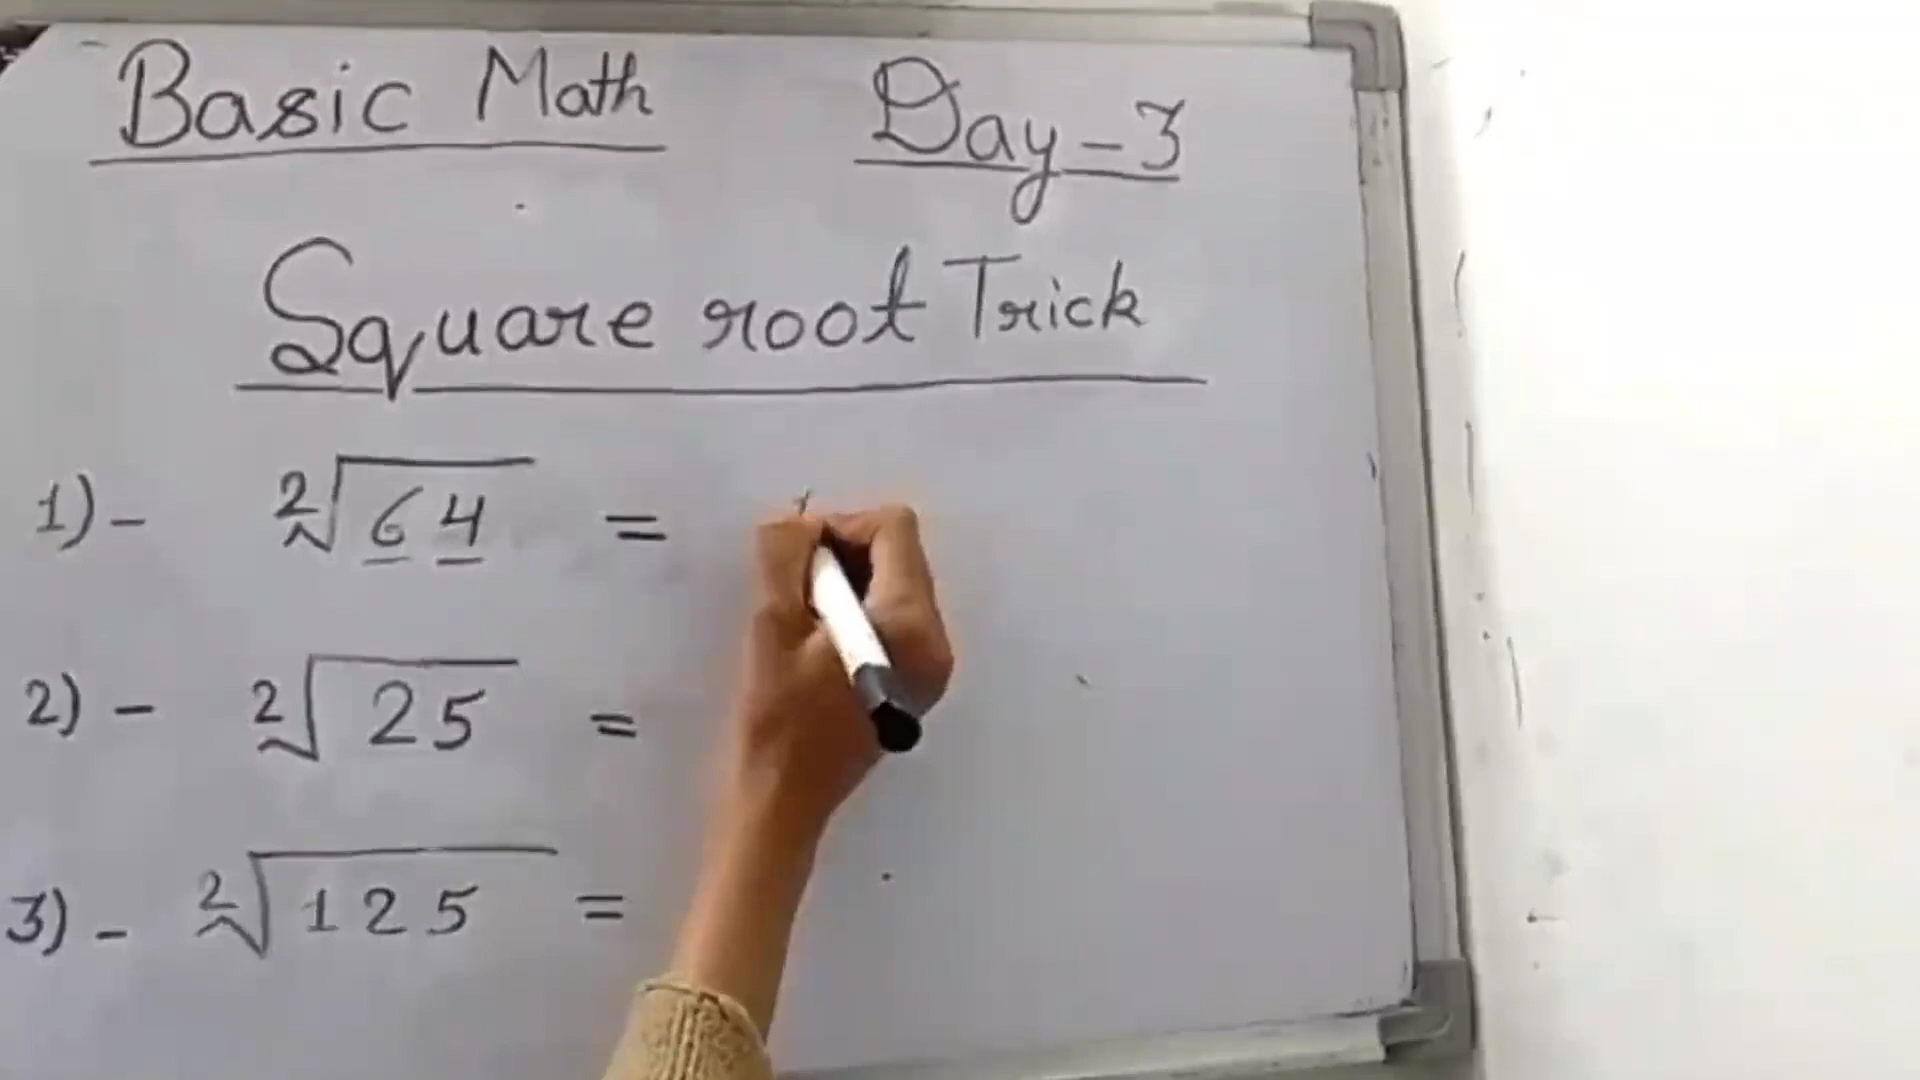 Basic Math Day-3
Square root Trick
1)- ²√64 =
2)- ²√25 =
3)- ²√125 =